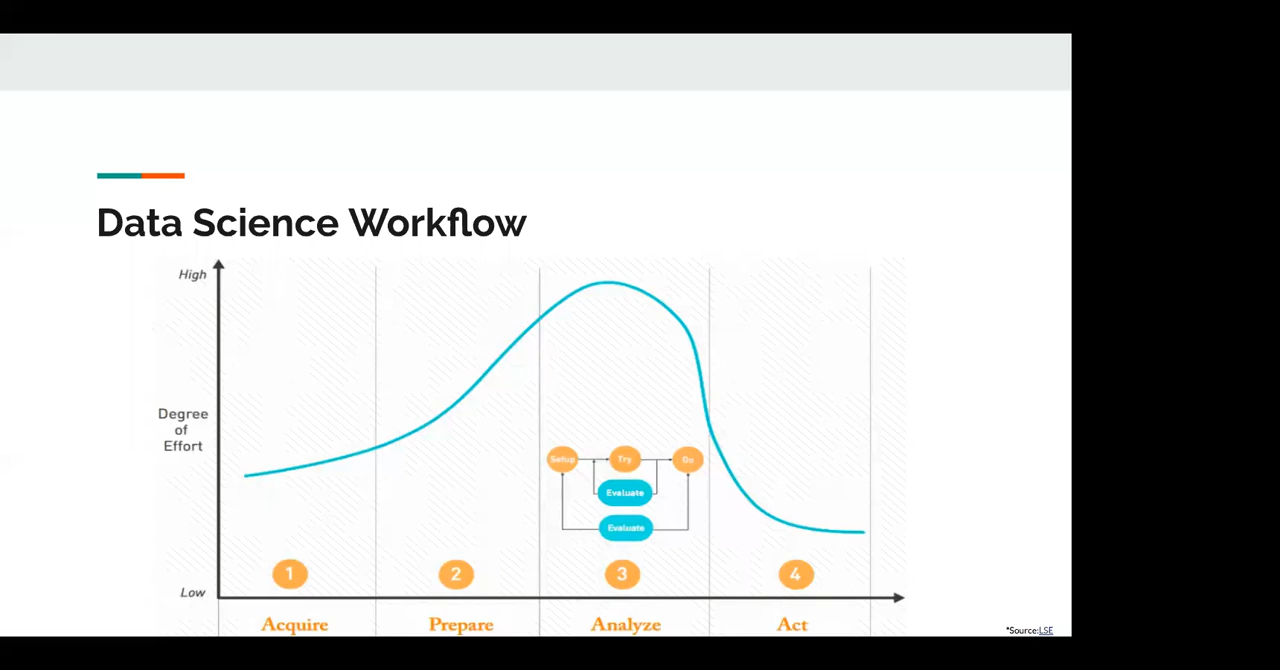 Data Science Workflow
High
Degree
of
Effort
Setup
Try
Do
Evaluate
Evaluate
1
2
3
4
Low
Acquire
Prepare
Analyze
Act
*Source:LSE